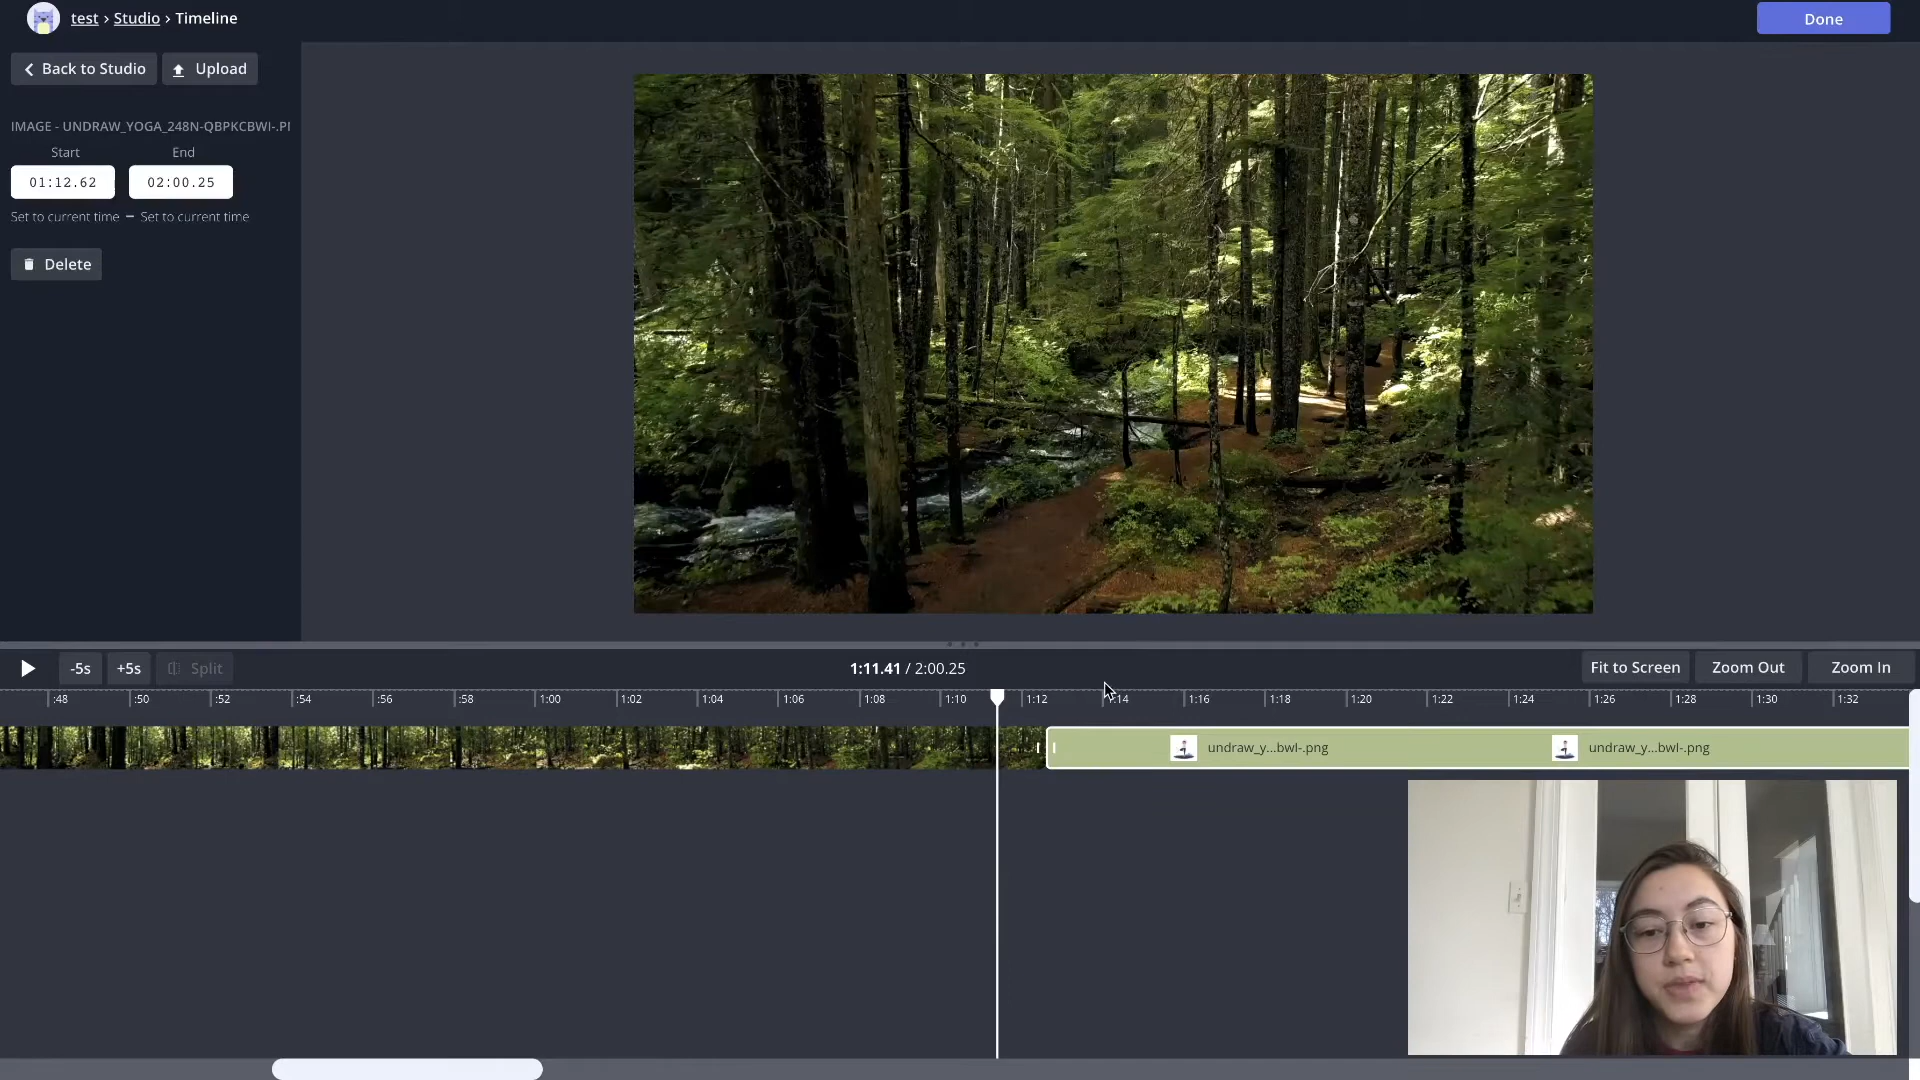 test › Studio › Timeline
Done
Back to Studio
Upload
IMAGE - UNDRAW_YOGA_248N-QBPKCBWI-.PI
Start
End
01:12.62
02:00.25
Set to current time – Set to current time
Delete
-5s
+5s
Split
1:11.41 / 2:00.25
Fit to Screen
Zoom Out
Zoom In
:48 :50 :52 :54 :56 :58 1:00 1:02 1:04 1:06 1:08 1:10 1:12 1:14 1:16 1:18 1:20 1:22 1:24 1:26 1:28 1:30 1:32
undraw_y...bwl-.png
undraw_y...bwl-.png